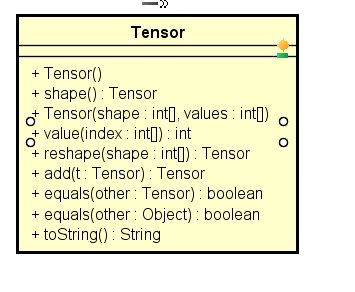 Tensor
+ Tensor()
+ shape() : Tensor
+ Tensor(shape : int[], values : int[])
+ value(index : int[]) : int
+ reshape(shape : int[]) : Tensor
+ add(t : Tensor) : Tensor
+ equals(other : Tensor) : boolean
+ equals(other : Object) : boolean
+ toString() : String